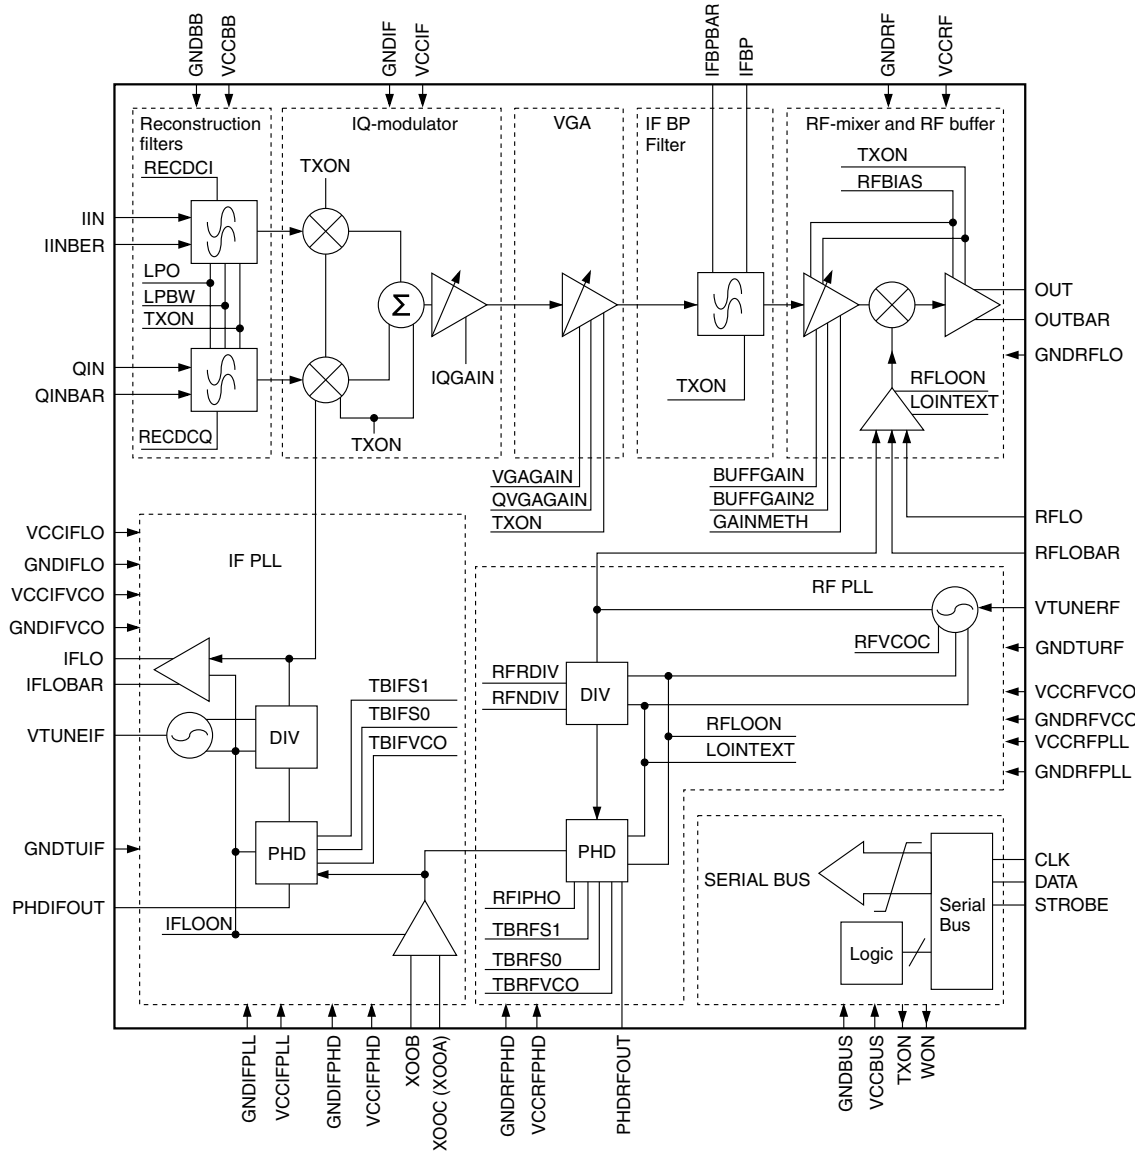 GNDBB
VCCBB
GNDIF
VCCIF
IFBPBAR
IFBP
GNDRF
VCCRF
Reconstruction
filters
IQ-modulator
VGA
IF BP
Filter
RF-mixer and RF buffer
RECDCI
TXON
TXON
RFBIAS
IIN
IINBER
LPO
LPBW
TXON
Σ
OUT
OUTBAR
GNDRFLO
QIN
QINBAR
IQGAIN
TXON
RFLOON
LOINTEXT
RECDCQ
TXON
VGAGAIN
QVGAGAIN
TXON
BUFFGAIN
BUFFGAIN2
GAINMETH
RFLO
RFLOBAR
VCCIFLO
GNDIFLO
VCCIFVCO
GNDIFVCO
IFLO
IFLOBAR
VTUNEIF
GNDTUIF
PHDIFOUT
IF PLL
DIV
TBIFS1
TBIFS0
TBIFVCO
PHD
IFLOON
RF PLL
RFVCOC
RFRDIV
RFNDIV
DIV
RFLOON
LOINTEXT
PHD
RFIPHO
TBRFS1
TBRFS0
TBRFVCO
VTUNERF
GNDTURF
VCCRFVCO
GNDRFVCO
VCCRFPLL
GNDRFPLL
SERIAL BUS
Serial
Bus
Logic
CLK
DATA
STROBE
GNDIFPLL
VCCIFPLL
GNDIFPHD
VCCIFPHD
XOOB
XOOC (XOOA)
GNDRFPHD
VCCRFPHD
PHDRFOUT
GNDBUS
VCCBUS
TXON
WON